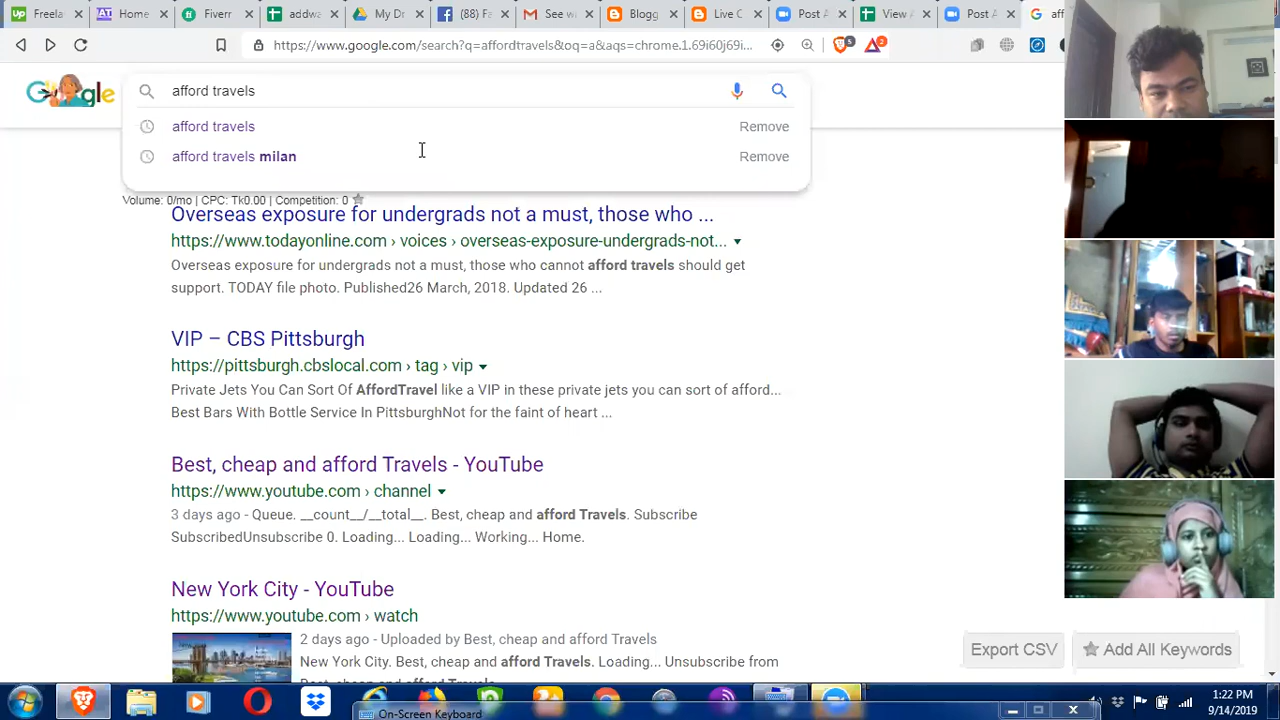 Up Freela
AT Home
fi Fiverr
addwa
My Dr
f (88) Fa
See w
Blogg
Live C
Post A
View A
Post A
G aff
https://www.google.com/search?q=affordtravels&oq=a&aqs=chrome.1.69i60j69i...
5
2
Google
afford travels
afford travels
Remove
afford travels milan
Remove
Volume: 0/mo | CPC: Tk0.00 | Competition: 0
Overseas exposure for undergrads not a must, those who ...
https://www.todayonline.com › voices › overseas-exposure-undergrads-not...
Overseas exposure for undergrads not a must, those who cannot afford travels should get
support. TODAY file photo. Published26 March, 2018. Updated 26 ...
VIP – CBS Pittsburgh
https://pittsburgh.cbslocal.com › tag › vip
Private Jets You Can Sort Of AffordTravel like a VIP in these private jets you can sort of afford...
Best Bars With Bottle Service In PittsburghNot for the faint of heart ...
Best, cheap and afford Travels - YouTube
https://www.youtube.com › channel
3 days ago - Queue. __count__/__total__. Best, cheap and afford Travels. Subscribe
SubscribedUnsubscribe 0. Loading... Loading... Working... Home.
New York City - YouTube
https://www.youtube.com › watch
2 days ago - Uploaded by Best, cheap and afford Travels
New York City. Best, cheap and afford Travels. Loading... Unsubscribe from
Export CSV
Add All Keywords
On-Screen Keyboard
1:22 PM
9/14/2019